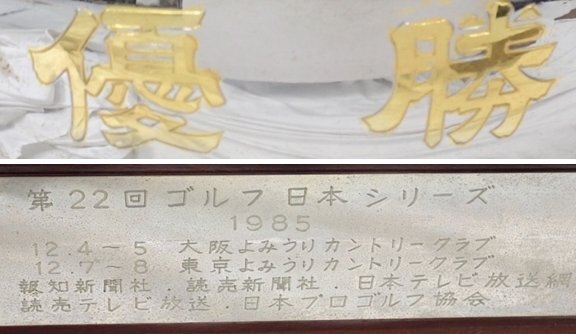 優勝
第22回 ゴルフ 日本 シリーズ
1985
12.4～5 大阪よみうりカントリークラブ
12.7～8 東京よみうりカントリークラブ
報知新聞社．読売新聞社．日本テレビ放送網
読売テレビ放送．日本プロゴルフ協会